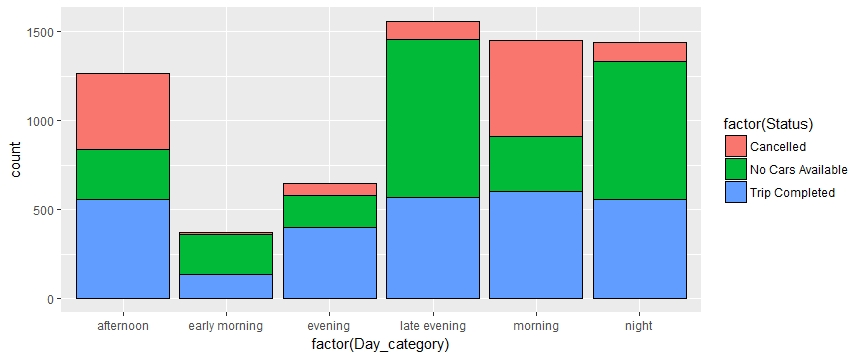 1500
1000
500
0
count
afternoon
early morning
evening
late evening
morning
night
factor(Day_category)
factor(Status)
Cancelled
No Cars Available
Trip Completed